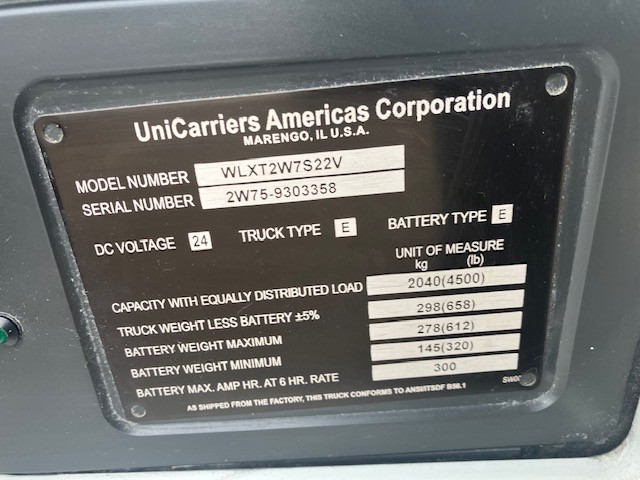 UniCarriers Americas Corporation
MARENGO, IL U.S.A.
MODEL NUMBER WLXT2W7S22V
SERIAL NUMBER 2W75-9303358
DC VOLTAGE 24 TRUCK TYPE E BATTERY TYPE E
UNIT OF MEASURE
kg (lb)
CAPACITY WITH EQUALLY DISTRIBUTED LOAD 2040(4500)
TRUCK WEIGHT LESS BATTERY ±5% 298(658)
BATTERY WEIGHT MAXIMUM 278(612)
BATTERY WEIGHT MINIMUM 145(320)
BATTERY MAX. AMP HR. AT 6 HR. RATE 300
AS SHIPPED FROM THE FACTORY, THIS TRUCK CONFORMS TO ANSI/ITSDF B56.1